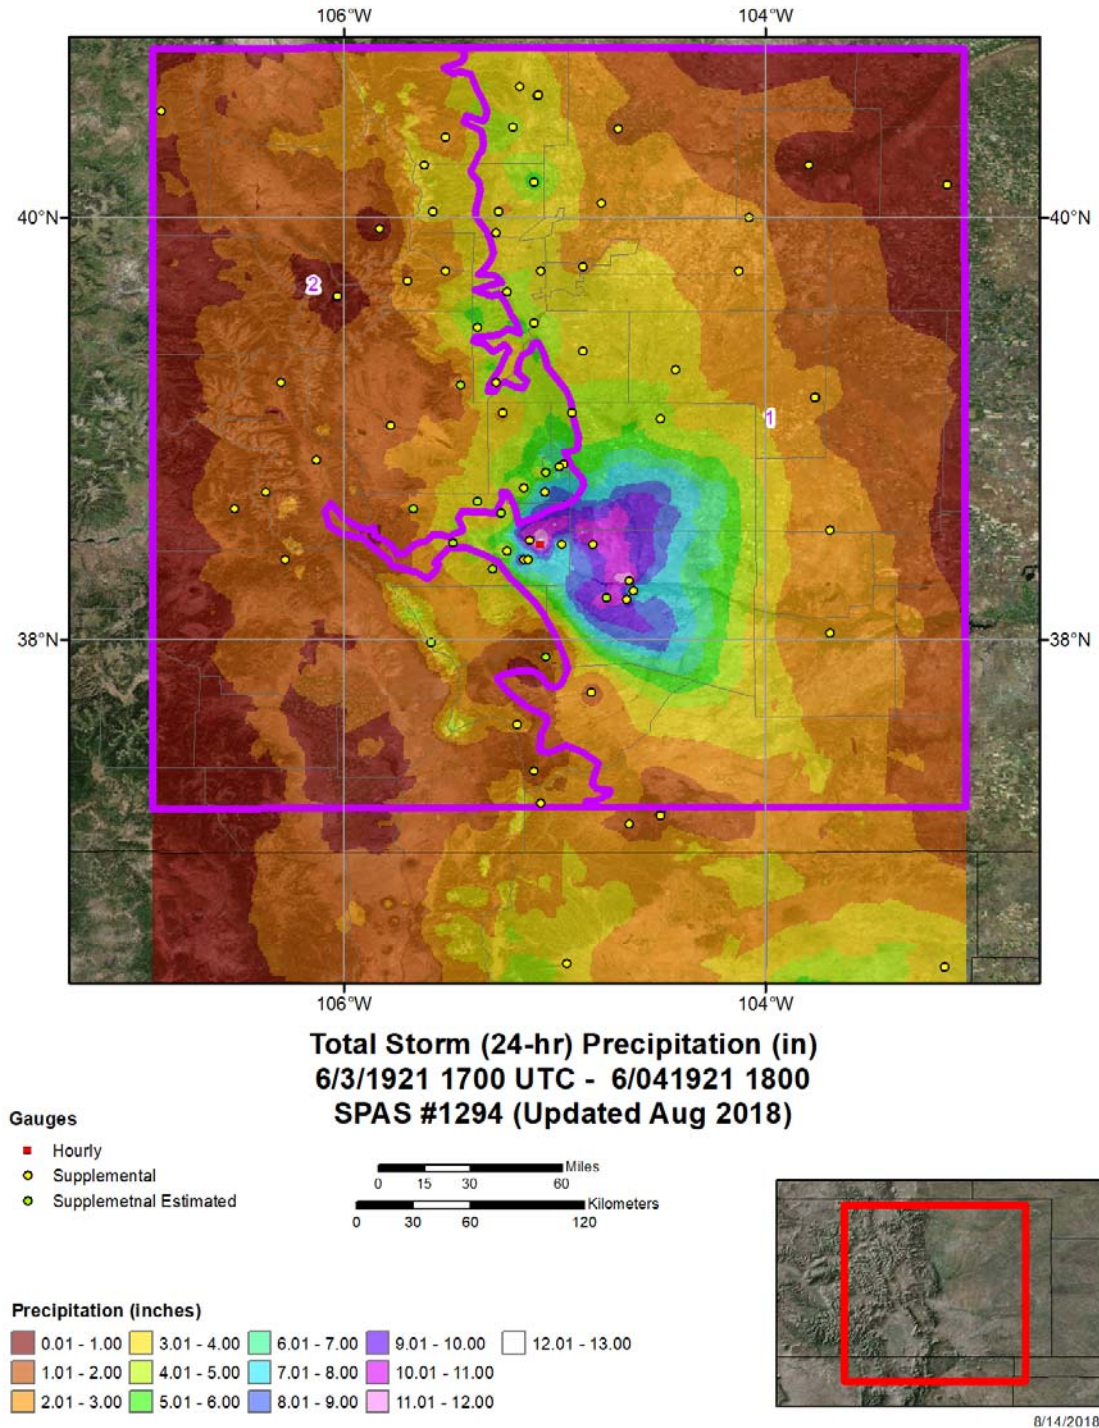 106°W 104°W
40°N 40°N
2
1
38°N 38°N
106°W 104°W
Total Storm (24-hr) Precipitation (in)
6/3/1921 1700 UTC - 6/041921 1800
SPAS #1294 (Updated Aug 2018)
Gauges
Hourly
Supplemental
Supplemetnal Estimated
Miles
0 15 30 60
Kilometers
0 30 60 120
Precipitation (inches)
0.01 - 1.00 3.01 - 4.00 6.01 - 7.00 9.01 - 10.00 12.01 - 13.00
1.01 - 2.00 4.01 - 5.00 7.01 - 8.00 10.01 - 11.00
2.01 - 3.00 5.01 - 6.00 8.01 - 9.00 11.01 - 12.00
8/14/2018